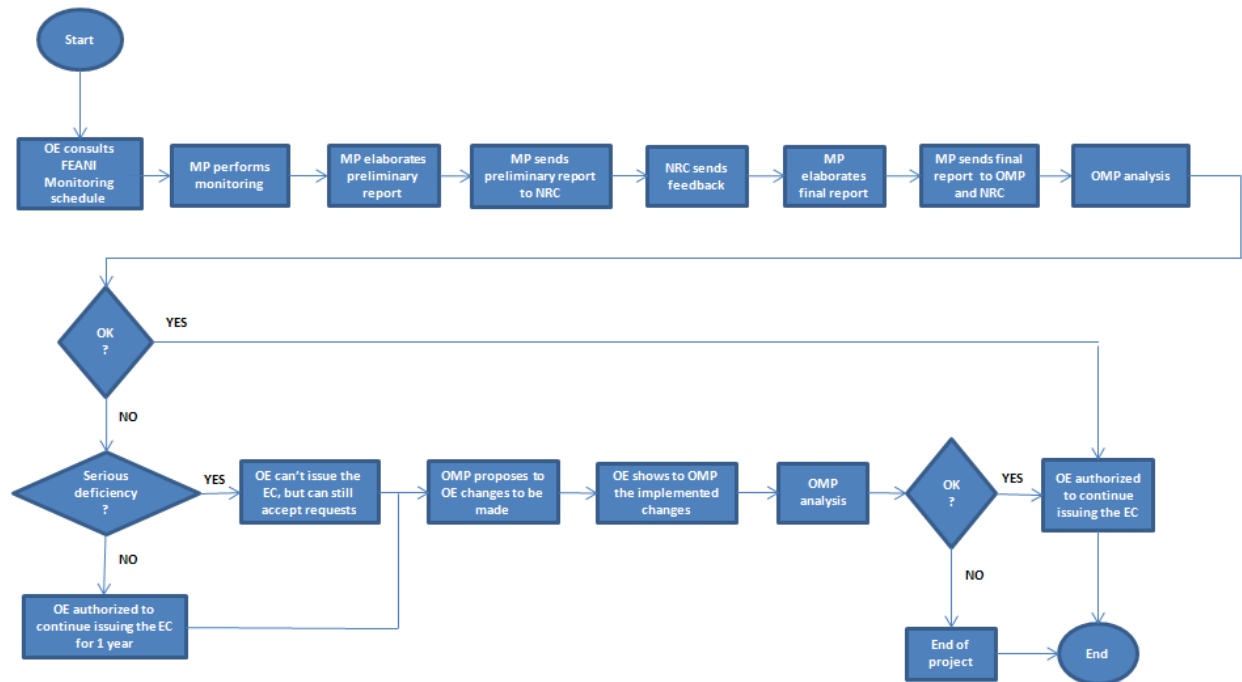 Start
OE consults
FEANI
Monitoring
schedule
MP performs
monitoring
MP elaborates
preliminary
report
MP sends
preliminary report
to NRC
NRC sends
feedback
MP
elaborates
final report
MP sends final
report to OMP
and NRC
OMP analysis
OK
?
YES
NO
Serious
deficiency
?
YES
OE can't issue the
EC, but can still
accept requests
OMP proposes to
OE changes to be
made
OE shows to OMP
the implemented
changes
OMP
analysis
OK
?
YES
OE authorized
to continue
issuing the EC
NO
OE authorized to
continue issuing the EC
for 1 year
NO
End of
project
End